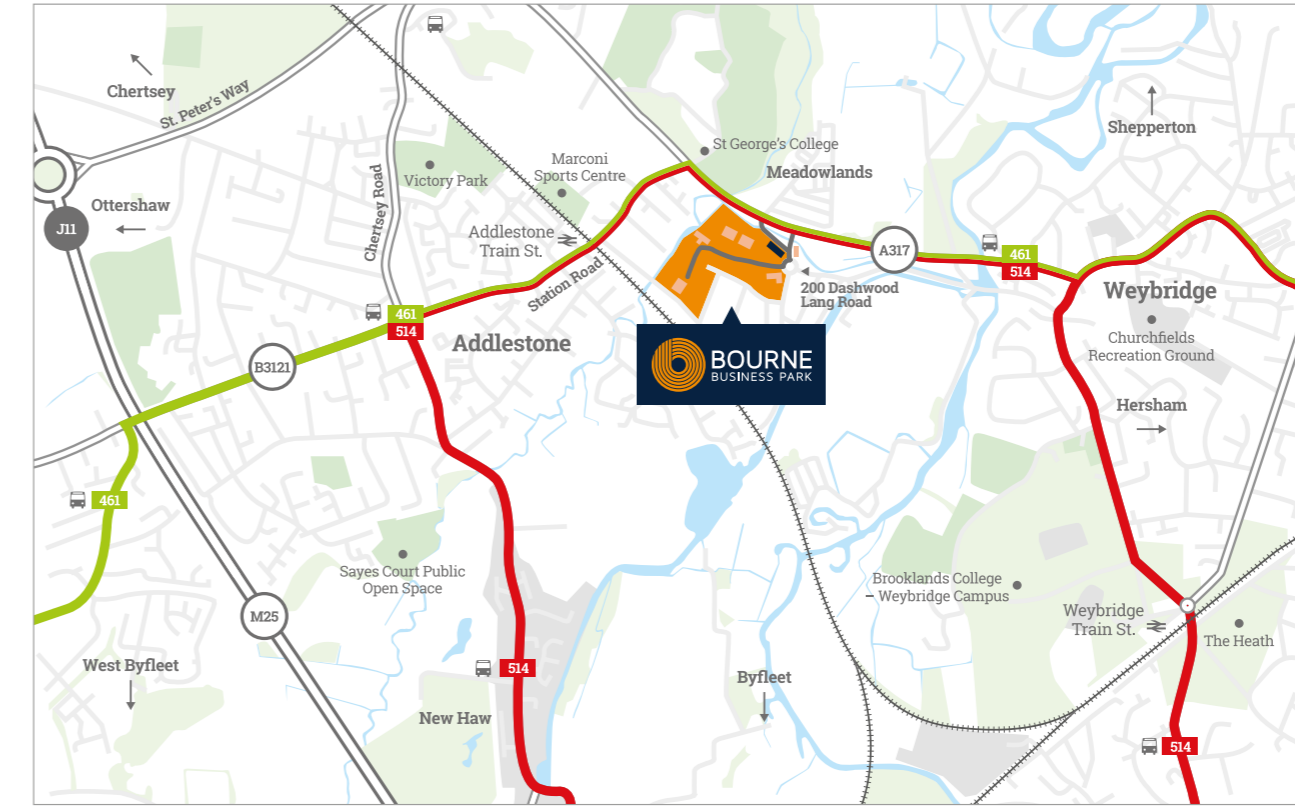 Chertsey
St. Peter's Way
Shepperton
St George's College
Marconi
Sports Centre
Meadowlands
Victory Park
Chertsey Road
Ottershaw
J11
Addlestone
Train St.
A317
461
514
Station Road
200 Dashwood
Lang Road
Weybridge
461
514
Addlestone
Churchfields
Recreation Ground
BOURNE
BUSINESS PARK
B3121
Hersham
461
Sayes Court Public
Open Space
Brooklands College
– Weybridge Campus
M25
Weybridge
Train St.
The Heath
West Byfleet
514
Byfleet
New Haw
514